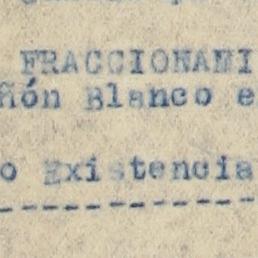 FRACCIONAMI
ñón Blanco e
o Existencia
--------------